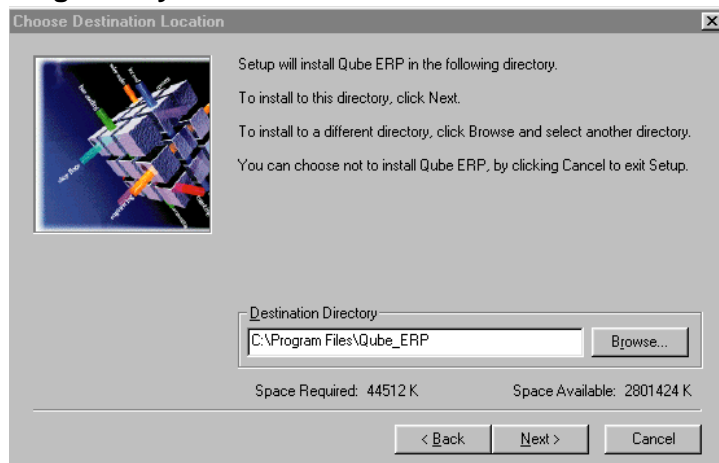 Choose Destination Location
Setup will install Qube ERP in the following directory.
To install to this directory, click Next.
To install to a different directory, click Browse and select another directory.
You can choose not to install Qube ERP, by clicking Cancel to exit Setup.
Destination Directory
C:\Program Files\Qube_ERP
Browse...
Space Required: 44512 K
Space Available: 2801424 K
< Back
Next >
Cancel